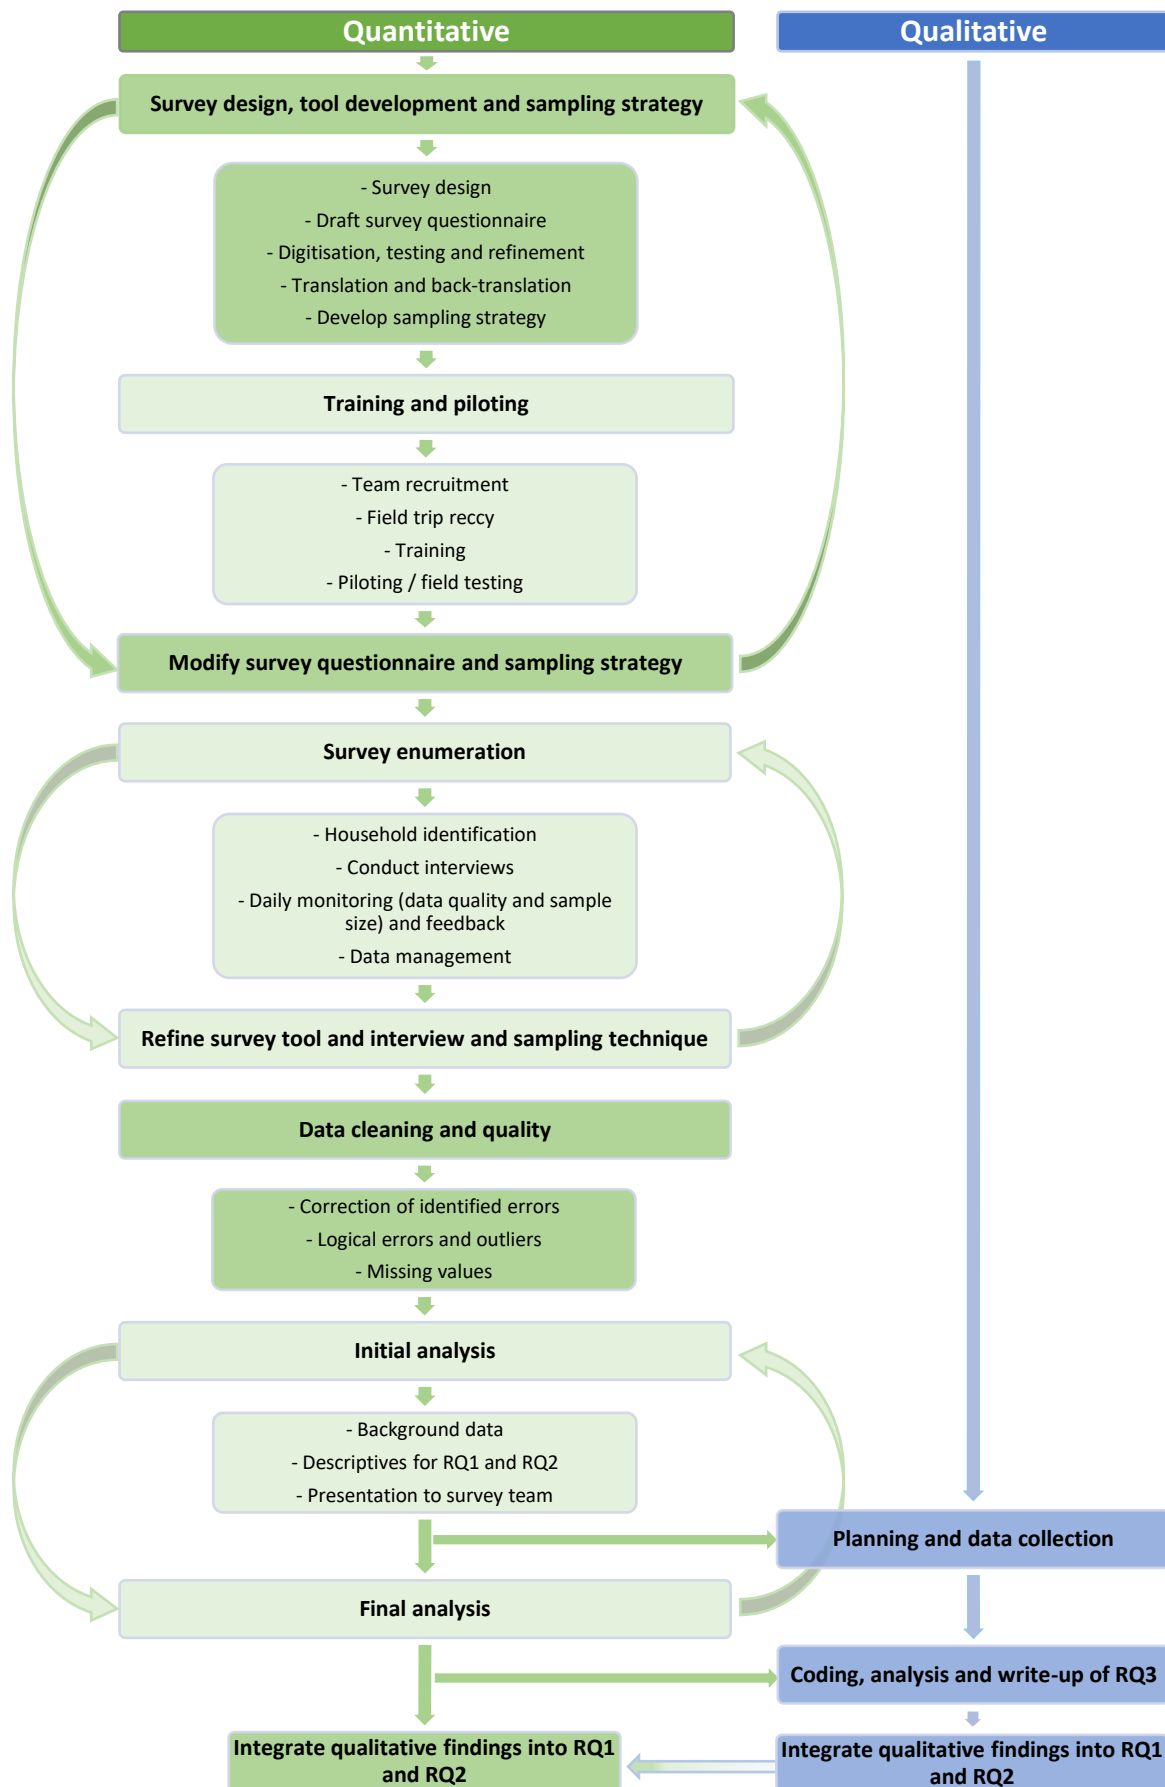 Quantitative
Qualitative
Survey design, tool development and sampling strategy
- Survey design
- Draft survey questionnaire
- Digitisation, testing and refinement
- Translation and back-translation
- Develop sampling strategy
Training and piloting
- Team recruitment
- Field trip reccy
- Training
- Piloting / field testing
Modify survey questionnaire and sampling strategy
Survey enumeration
- Household identification
- Conduct interviews
- Daily monitoring (data quality and sample
size) and feedback
- Data management
Refine survey tool and interview and sampling technique
Data cleaning and quality
- Correction of identified errors
- Logical errors and outliers
- Missing values
Initial analysis
- Background data
- Descriptives for RQ1 and RQ2
- Presentation to survey team
Planning and data collection
Final analysis
Coding, analysis and write-up of RQ3
Integrate qualitative findings into RQ1
and RQ2
Integrate qualitative findings into RQ1
and RQ2